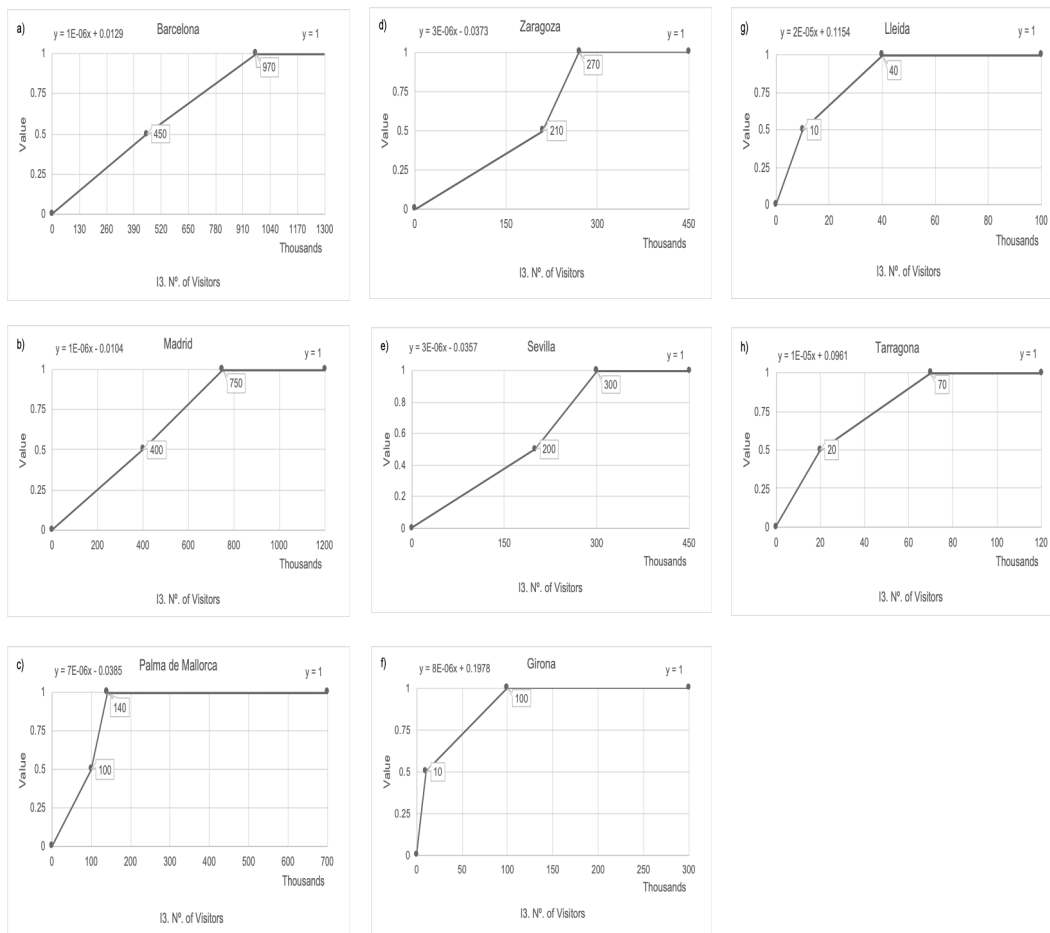 a) y = 1E-06x + 0.0129 Barcelona y = 1
1
0.75
0.5
0.25
0
Value
970
450
0 130 260 390 520 650 780 910 1040 1170 1300
Thousands
I3. Nº. of Visitors
d) y = 3E-06x - 0.0373 Zaragoza y = 1
1
0.75
0.5
0.25
0
Value
270
210
0 150 300 450
Thousands
I3. Nº. of Visitors
g) y = 2E-05x + 0.1154 Lleida y = 1
1
0.75
0.5
0.25
0
Value
40
10
0 20 40 60 80 100
Thousands
I3. Nº. of Visitors
b) y = 1E-06x - 0.0104 Madrid y = 1
1
0.75
0.5
0.25
0
Value
750
400
0 200 400 600 800 1000 1200
Thousands
I3. Nº. of Visitors
e) y = 3E-06x - 0.0357 Sevilla y = 1
1
0.8
0.6
0.4
0.2
0
Value
300
200
0 150 300 450
Thousands
I3. Nº. of Visitors
h) y = 1E-05x + 0.0961 Tarragona y = 1
1
0.75
0.5
0.25
0
Value
70
20
0 20 40 60 80 100 120
Thousands
I3. Nº. of Visitors
c) y = 7E-06x - 0.0385 Palma de Mallorca y = 1
1
0.75
0.5
0.25
0
Value
140
100
0 100 200 300 400 500 600 700
Thousands
I3. Nº. of Visitors
f) y = 8E-06x + 0.1978 Girona y = 1
1
0.75
0.5
0.25
0
Value
100
10
0 50 100 150 200 250 300
Thousands
I3. Nº. of Visitors